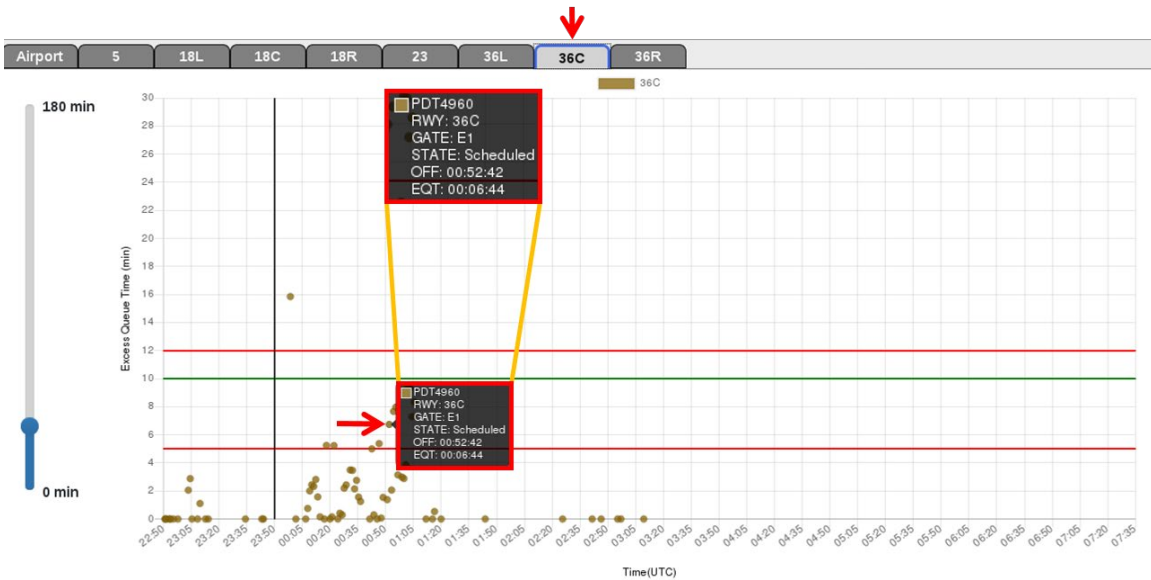 Airport 5 18L 18C 18R 23 36L 36C 36R
36C
180 min
0 min
Excess Queue Time (min)
30
28
26
24
22
20
18
16
14
12
10
8
6
4
2
0
PDT4960
RWY: 36C
GATE: E1
STATE: Scheduled
OFF: 00:52:42
EQT: 00:06:44
PDT4960
RWY: 36C
GATE: E1
STATE: Scheduled
OFF: 00:52:42
EQT: 00:06:44
22:50 23:05 23:20 23:35 23:50 00:05 00:20 00:35 00:50 01:05 01:20 01:35 01:50 02:05 02:20 02:35 02:50 03:05 03:20 03:35 03:50 04:05 04:20 04:35 04:50 05:05 05:20 05:35 05:50 06:05 06:20 06:35 06:50 07:05 07:20 07:35
Time(UTC)